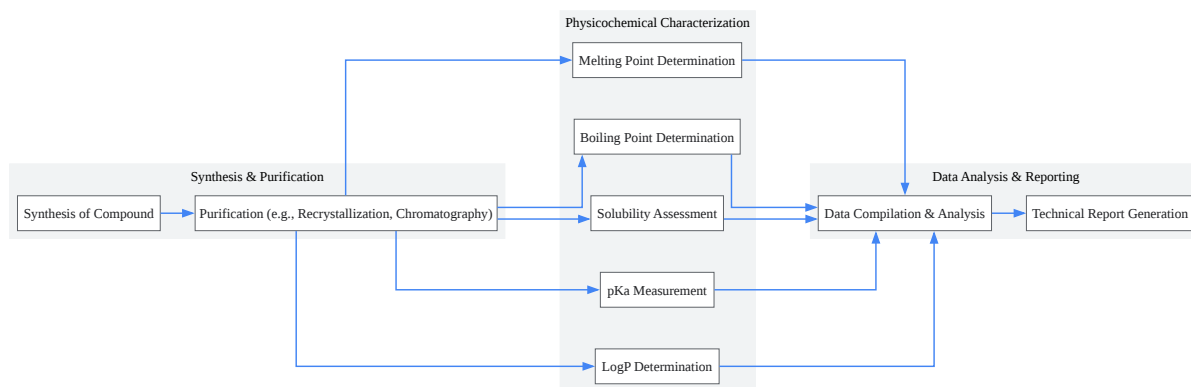 Physicochemical Characterization
Melting Point Determination
Boiling Point Determination
Synthesis & Purification
Data Analysis & Reporting
Synthesis of Compound
Purification (e.g., Recrystallization, Chromatography)
Solubility Assessment
Data Compilation & Analysis
Technical Report Generation
pKa Measurement
LogP Determination